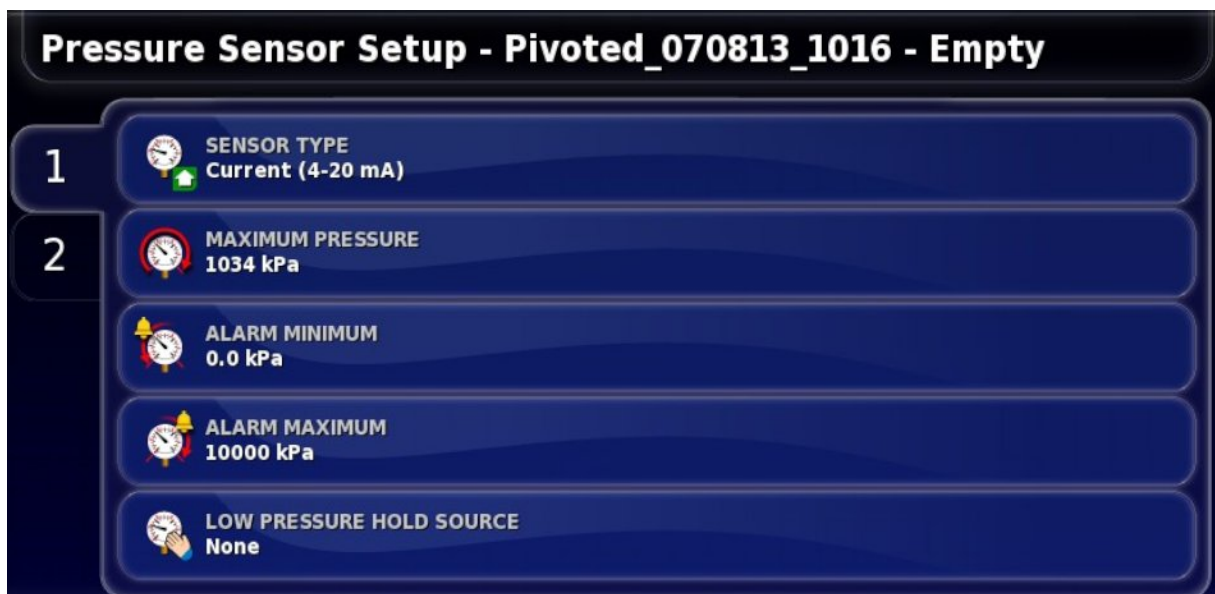 Pressure Sensor Setup - Pivoted_070813_1016 - Empty
1
SENSOR TYPE
Current (4-20 mA)
2
MAXIMUM PRESSURE
1034 kPa
ALARM MINIMUM
0.0 kPa
ALARM MAXIMUM
10000 kPa
LOW PRESSURE HOLD SOURCE
None